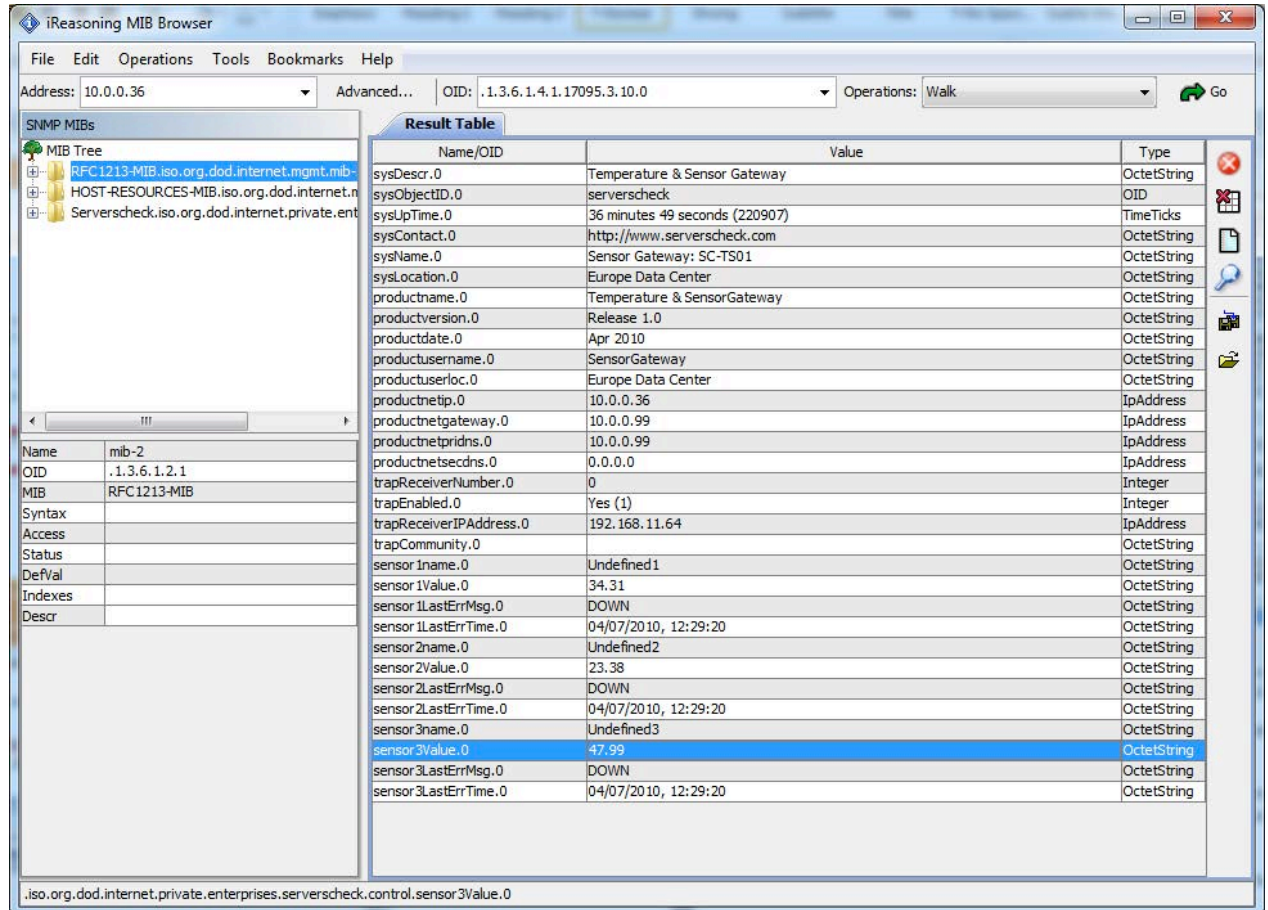 iReasoning MIB Browser
File Edit Operations Tools Bookmarks Help
Address: 10.0.0.36 Advanced... OID: .1.3.6.1.4.1.17095.3.10.0 Operations: Walk Go
SNMP MIBs
MIB Tree
RFC1213-MIB.iso.org.dod.internet.mgmt.mib-
HOST-RESOURCES-MIB.iso.org.dod.internet.m
Serverscheck.iso.org.dod.internet.private.ent
Name mib-2
OID .1.3.6.1.2.1
MIB RFC1213-MIB
Syntax
Access
Status
DefVal
Indexes
Descr
Result Table
Name/OID Value Type
sysDescr.0 Temperature & Sensor Gateway OctetString
sysObjectID.0 serverscheck OID
sysUpTime.0 36 minutes 49 seconds (220907) TimeTicks
sysContact.0 http://www.serverscheck.com OctetString
sysName.0 Sensor Gateway: SC-TS01 OctetString
sysLocation.0 Europe Data Center OctetString
productname.0 Temperature & SensorGateway OctetString
productversion.0 Release 1.0 OctetString
productdate.0 Apr 2010 OctetString
productusername.0 SensorGateway OctetString
productuserloc.0 Europe Data Center OctetString
productnetip.0 10.0.0.36 IpAddress
productnetgateway.0 10.0.0.99 IpAddress
productnetpridns.0 10.0.0.99 IpAddress
productnetsecdns.0 0.0.0.0 IpAddress
trapReceiverNumber.0 0 Integer
trapEnabled.0 Yes (1) Integer
trapReceiverIPAddress.0 192.168.11.64 IpAddress
trapCommunity.0 OctetString
sensor1name.0 Undefined1 OctetString
sensor1Value.0 34.31 OctetString
sensor1LastErrMsg.0 DOWN OctetString
sensor1LastErrTime.0 04/07/2010, 12:29:20 OctetString
sensor2name.0 Undefined2 OctetString
sensor2Value.0 23.38 OctetString
sensor2LastErrMsg.0 DOWN OctetString
sensor2LastErrTime.0 04/07/2010, 12:29:20 OctetString
sensor3name.0 Undefined3 OctetString
sensor3Value.0 47.99 OctetString
sensor3LastErrMsg.0 DOWN OctetString
sensor3LastErrTime.0 04/07/2010, 12:29:20 OctetString
.iso.org.dod.internet.private.enterprises.serverscheck.control.sensor3Value.0